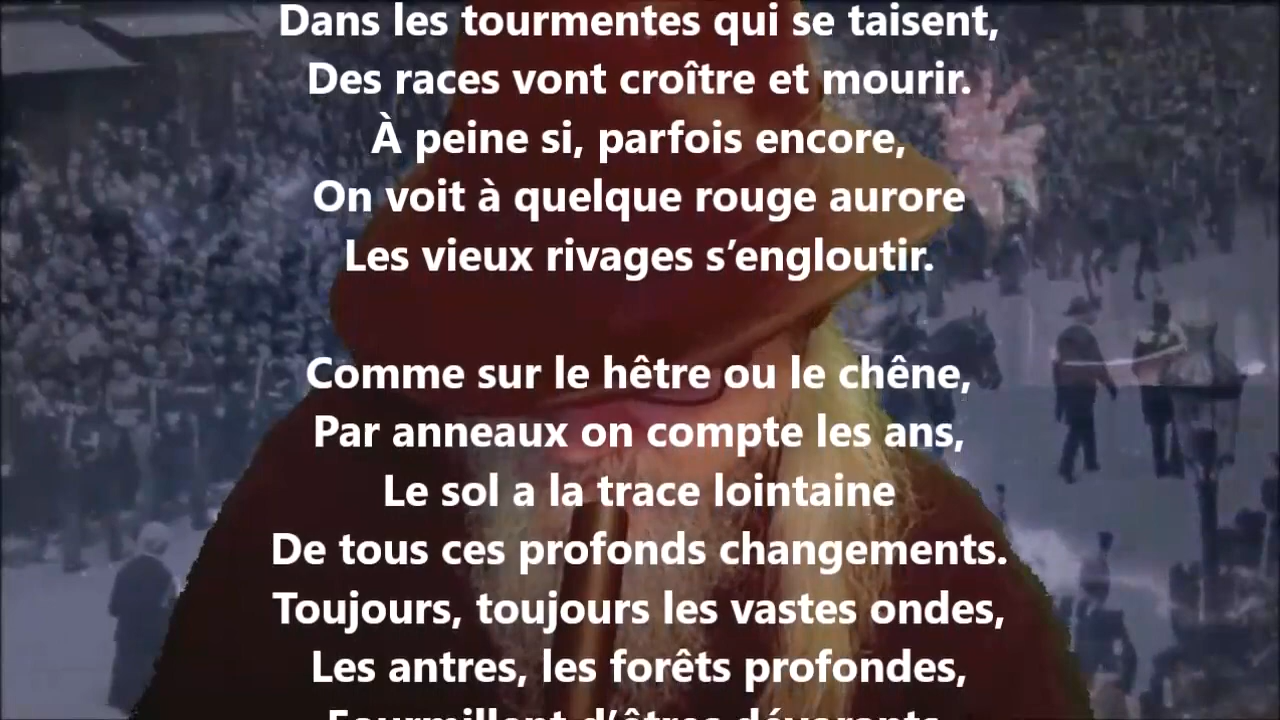 Dans les tourmentes qui se taisent,
Des races vont croître et mourir.
À peine si, parfois encore,
On voit à quelque rouge aurore
Les vieux rivages s’engloutir.
Comme sur le hêtre ou le chêne,
Par anneaux on compte les ans,
Le sol a la trace lointaine
De tous ces profonds changements.
Toujours, toujours les vastes ondes,
Les antres, les forêts profondes,
Fourmillent d’êtres dévorants